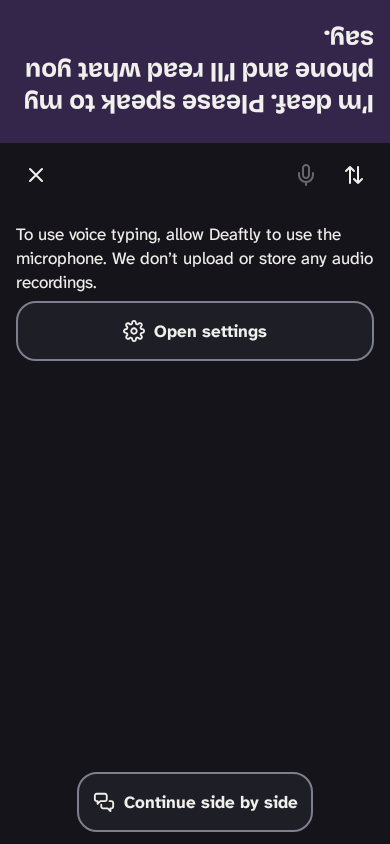 I'm deaf. Please speak to my
phone and I'll read what you
say.
To use voice typing, allow Deaftly to use the
microphone. We don’t upload or store any audio
recordings.
Open settings
Continue side by side